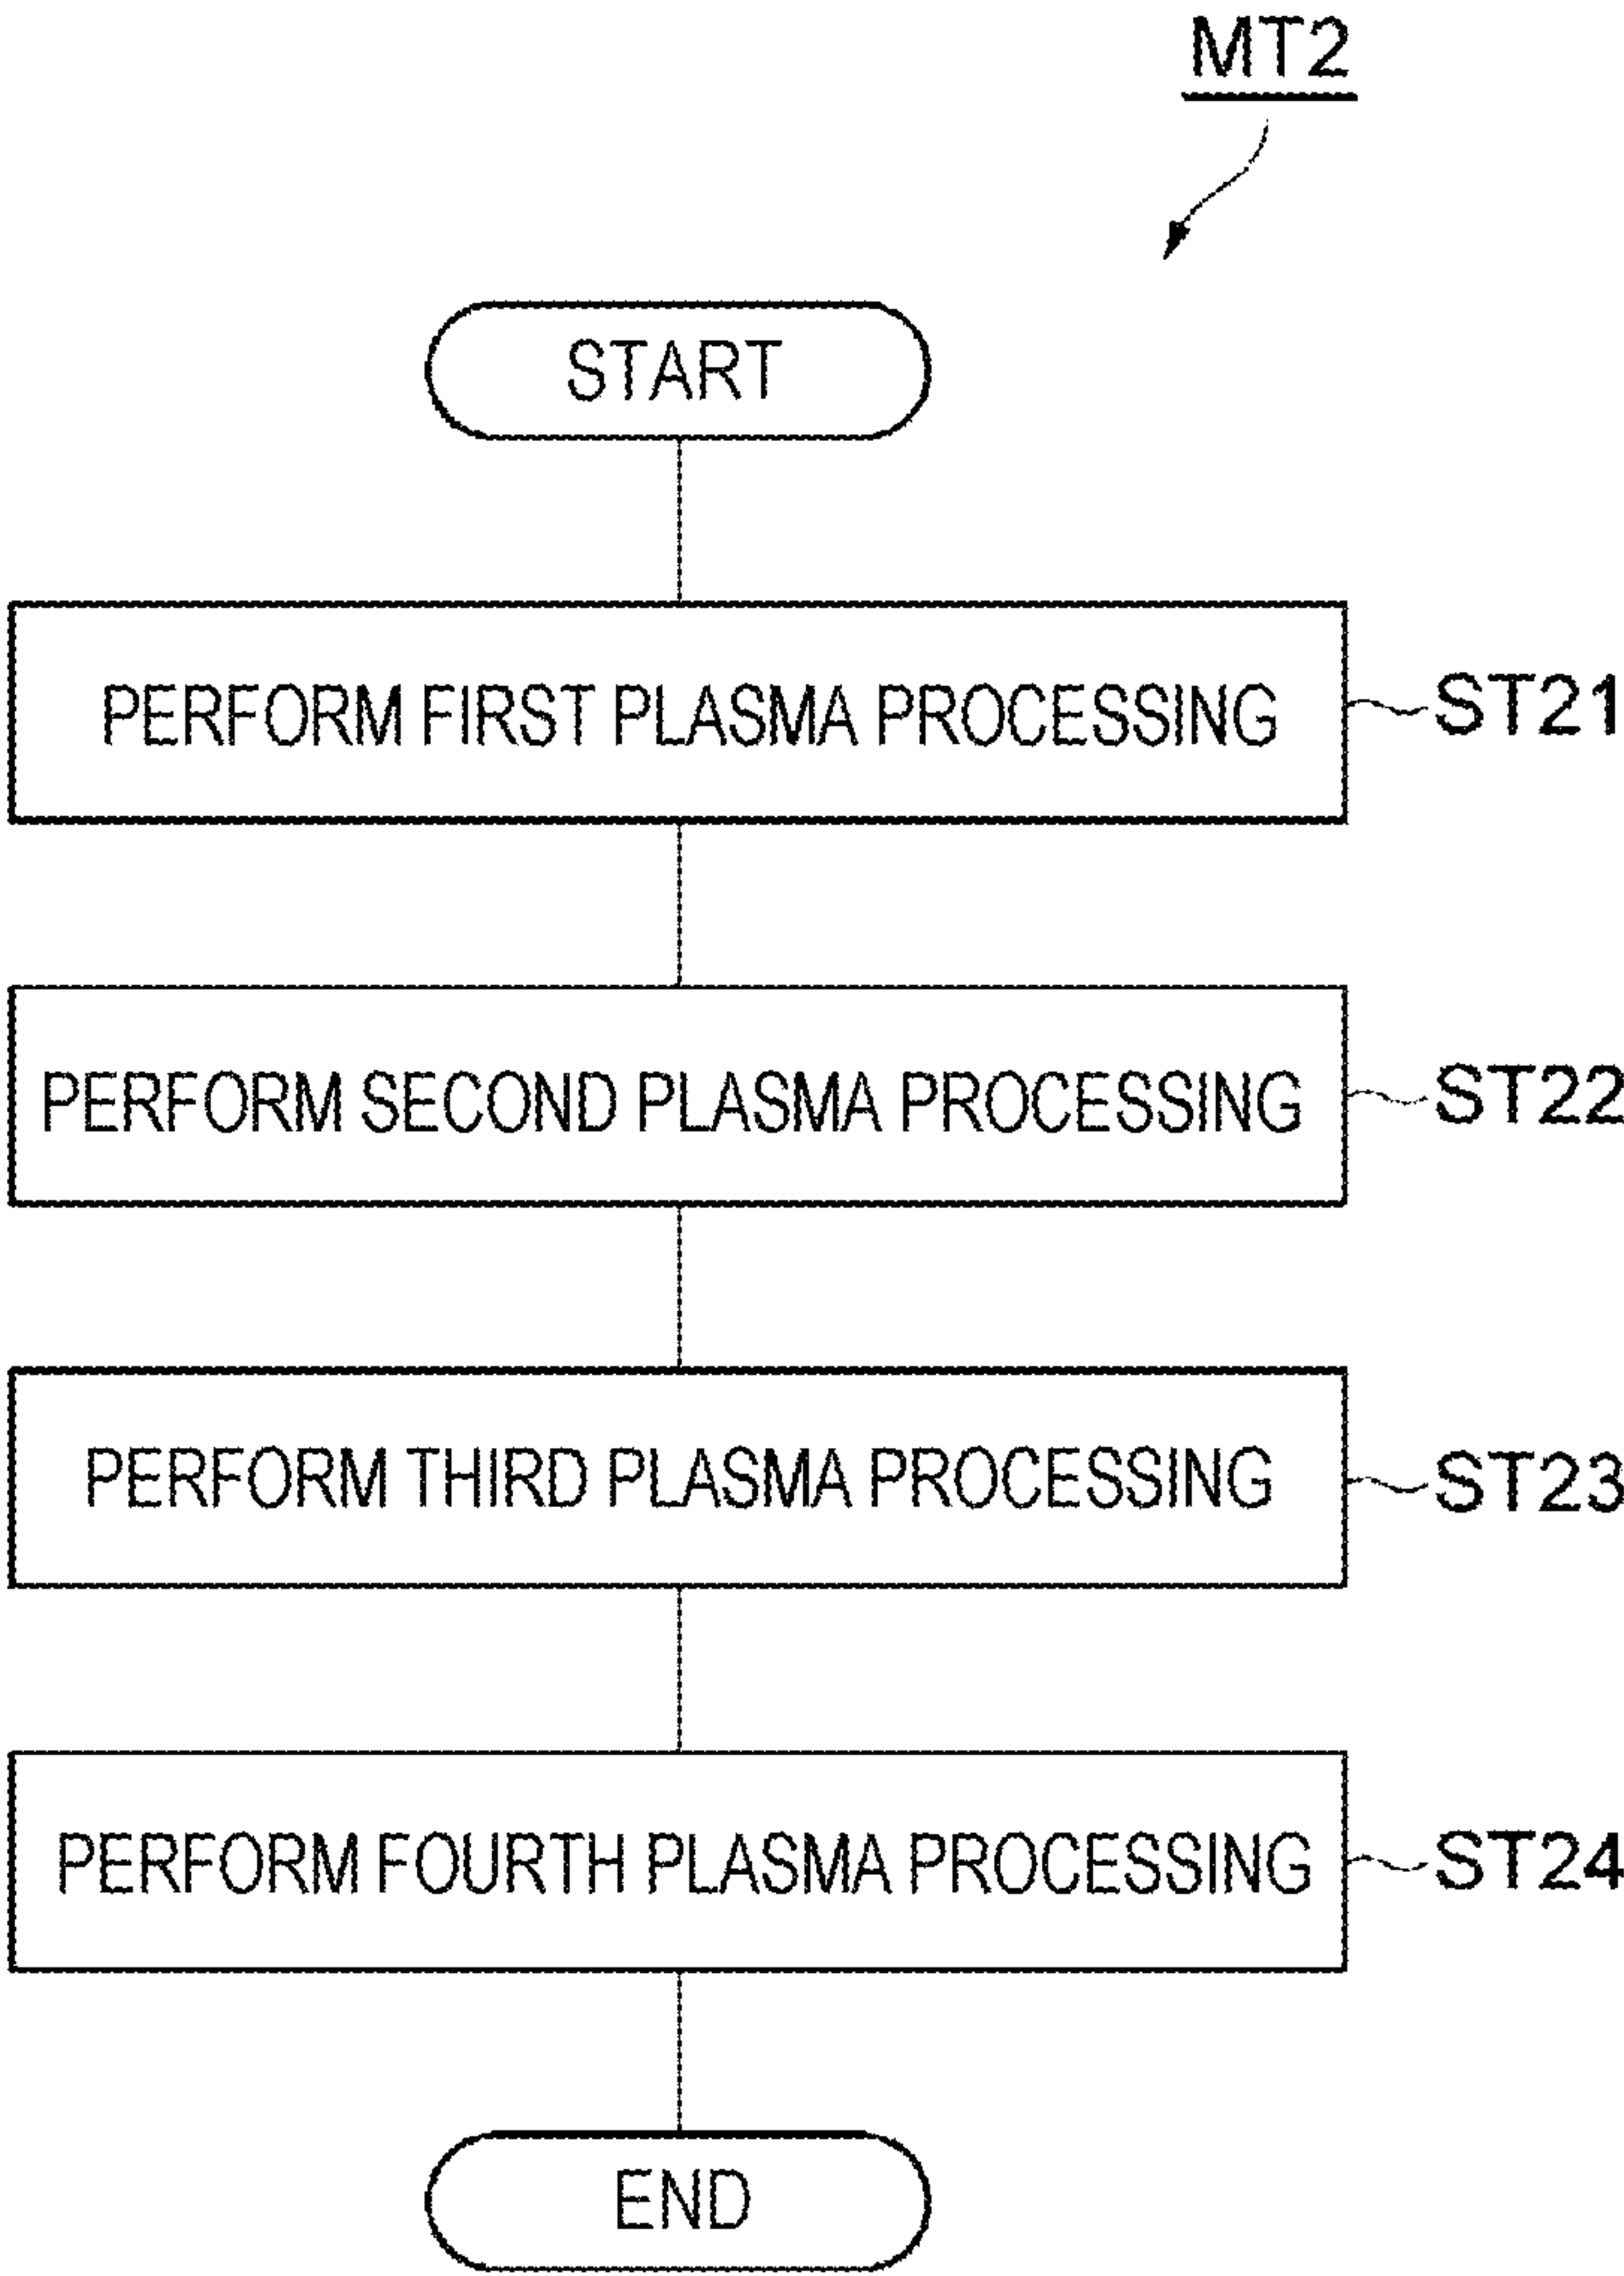 MT2
START
PERFORM FIRST PLASMA PROCESSING ST21
PERFORM SECOND PLASMA PROCESSING ST22
PERFORM THIRD PLASMA PROCESSING ST23
PERFORM FOURTH PLASMA PROCESSING ST24
END